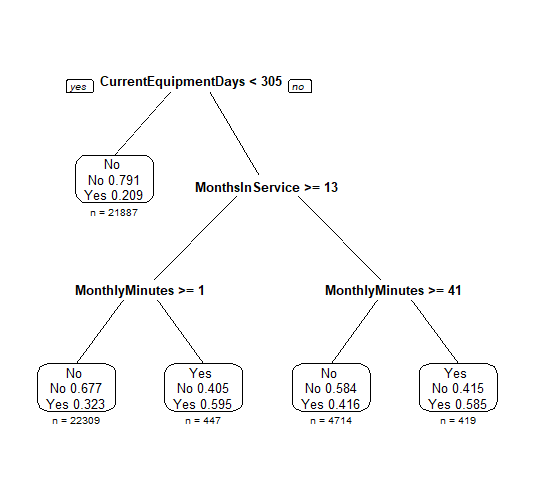 yes CurrentEquipmentDays < 305 no
No
No 0.791
Yes 0.209
n = 21887
MonthsInService >= 13
MonthlyMinutes >= 1
MonthlyMinutes >= 41
No
No 0.677
Yes 0.323
n = 22309
Yes
No 0.405
Yes 0.595
n = 447
No
No 0.584
Yes 0.416
n = 4714
Yes
No 0.415
Yes 0.585
n = 419